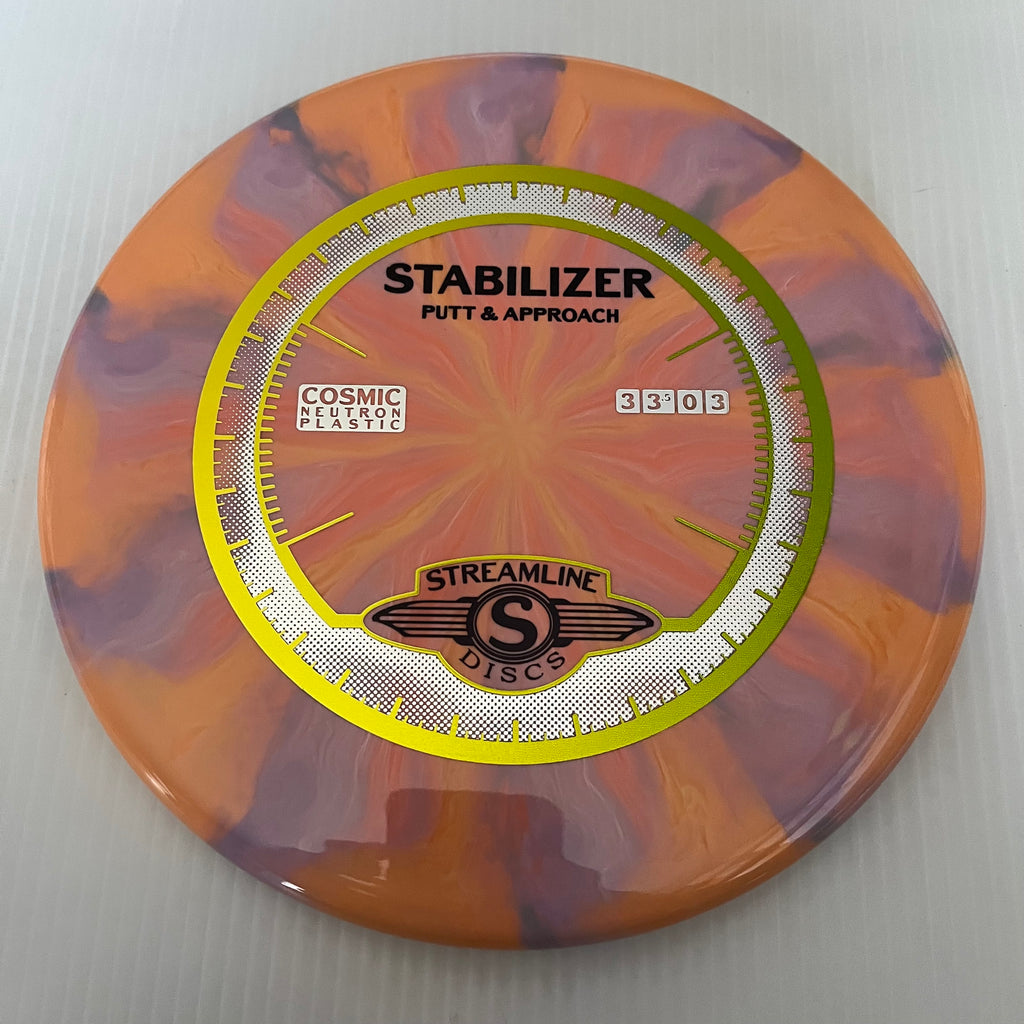 STABILIZER
PUTT & APPROACH
COSMIC
NEUTRON
PLASTIC
3 3.5 0 3
STREAMLINE
S
DISCS